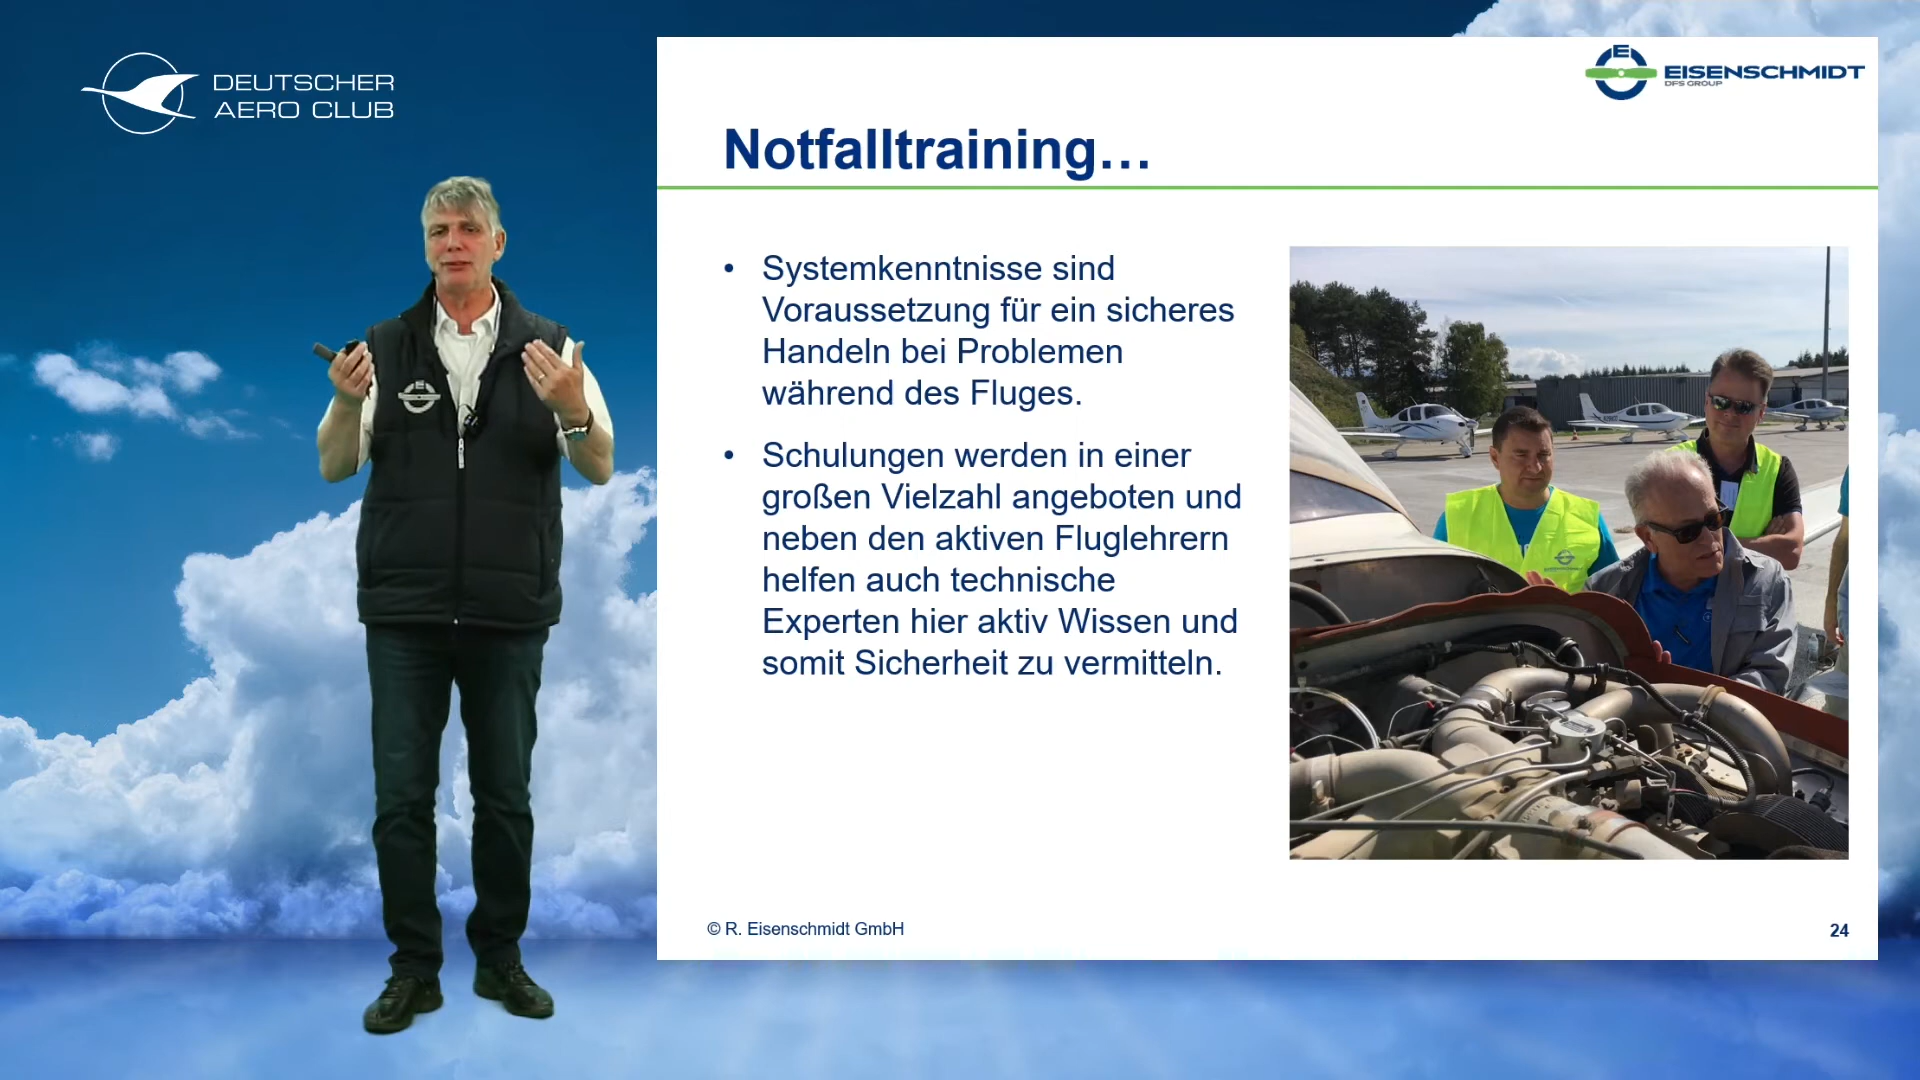 DEUTSCHER
AERO CLUB
E
EISENSCHMIDT
DFS GROUP
Notfalltraining…
• Systemkenntnisse sind
Voraussetzung für ein sicheres
Handeln bei Problemen
während des Fluges.
• Schulungen werden in einer
großen Vielzahl angeboten und
neben den aktiven Fluglehrern
helfen auch technische
Experten hier aktiv Wissen und
somit Sicherheit zu vermitteln.
© R. Eisenschmidt GmbH
24